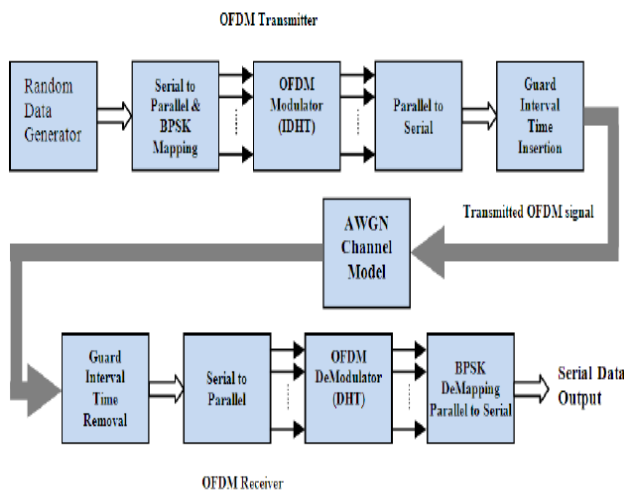 OFDM Transmitter
Random
Data
Generator
Serial to
Parallel &
BPSK
Mapping
OFDM
Modulator
(IDHT)
Parallel to
Serial
Guard
Interval
Time
Insertion
Transmitted OFDM signal
AWGN
Channel
Model
Guard
Interval
Time
Removal
Serial to
Parallel
OFDM
DeModulator
(DHT)
BPSK
DeMapping
Parallel to Serial
Serial Data
Output
OFDM Receiver